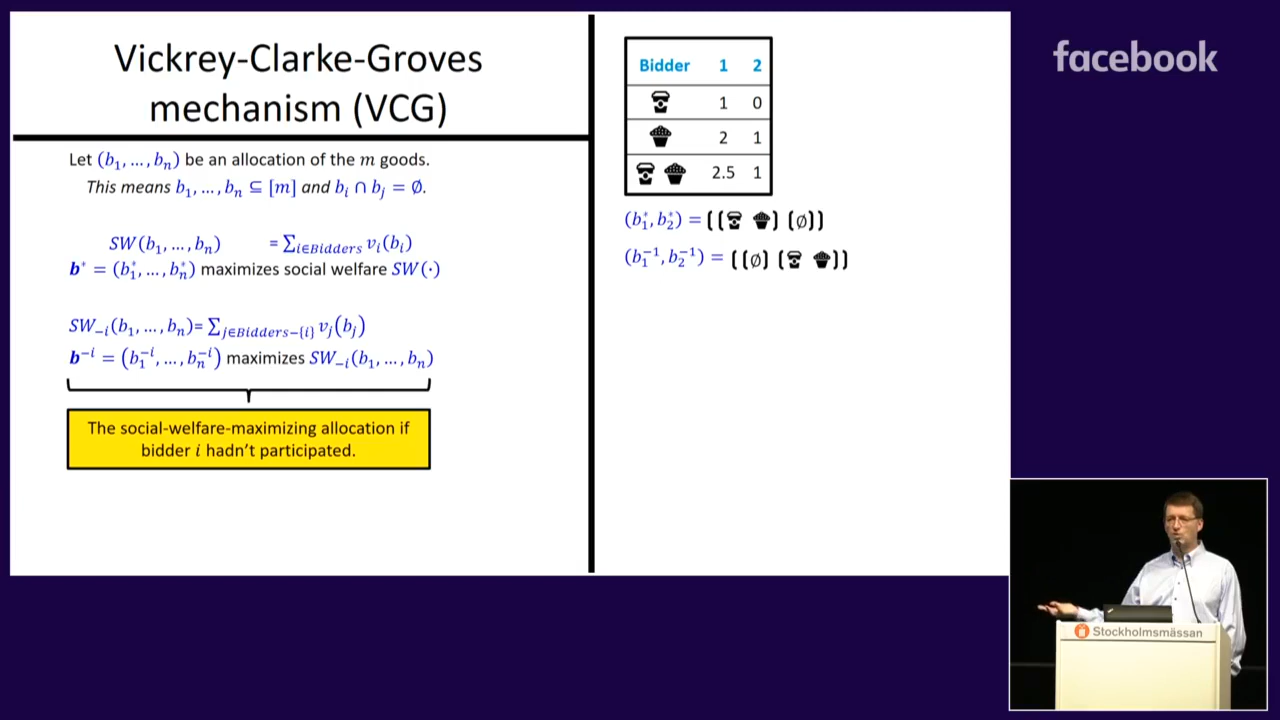 Vickrey-Clarke-Groves
mechanism (VCG)
Let (b₁, …, bₙ) be an allocation of the m goods.
This means b₁, …, bₙ ⊆ [m] and bᵢ ∩ bⱼ = ∅.
SW(b₁, …, bₙ) = ∑_{i∈Bidders} vᵢ(bᵢ)
b* = (b₁*, …, bₙ*) maximizes social welfare SW(·)
SW₋ᵢ(b₁, …, bₙ)= ∑_{j∈Bidders−{i}} vⱼ(bⱼ)
b⁻ⁱ = (b₁⁻ⁱ, …, bₙ⁻ⁱ) maximizes SW₋ᵢ(b₁, …, bₙ)
The social-welfare-maximizing allocation if
bidder i hadn't participated.
Bidder 1 2
1 0
2 1
2.5 1
(b₁*, b₂*) = (( ) (∅))
(b₁⁻¹, b₂⁻¹) = ((∅) ( ))
facebook
Stockholmsmässan